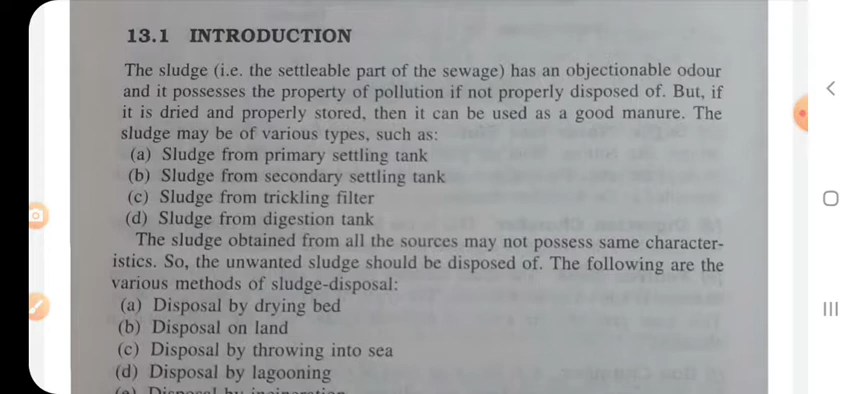 13.1 INTRODUCTION
The sludge (i.e. the settleable part of the sewage) has an objectionable odour
and it possesses the property of pollution if not properly disposed of. But, if
it is dried and properly stored, then it can be used as a good manure. The
sludge may be of various types, such as:
(a) Sludge from primary settling tank
(b) Sludge from secondary settling tank
(c) Sludge from trickling filter
(d) Sludge from digestion tank
The sludge obtained from all the sources may not possess same character-
istics. So, the unwanted sludge should be disposed of. The following are the
various methods of sludge-disposal:
(a) Disposal by drying bed
(b) Disposal on land
(c) Disposal by throwing into sea
(d) Disposal by lagooning